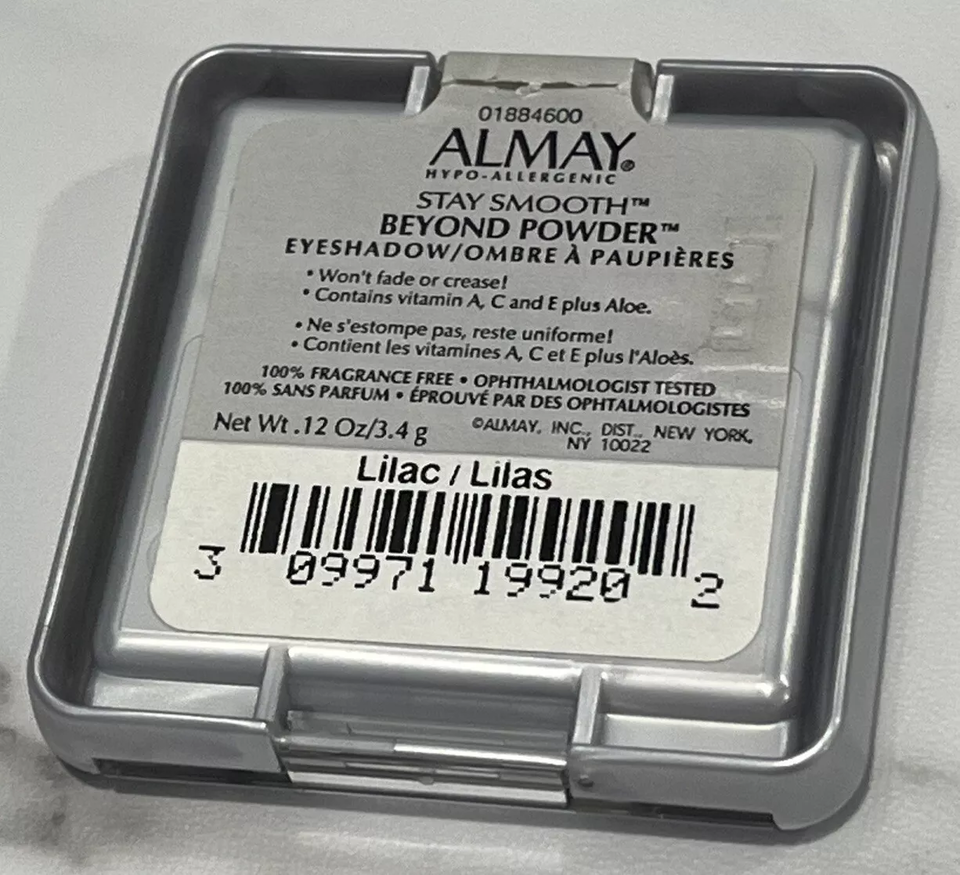 01884600
ALMAY®
HYPO-ALLERGENIC
STAY SMOOTH™
BEYOND POWDER™
EYESHADOW/OMBRE À PAUPIÈRES
• Won't fade or crease!
• Contains vitamin A, C and E plus Aloe.
• Ne s'estompe pas, reste uniforme!
• Contient les vitamines A, C et E plus l'Aloès.
100% FRAGRANCE FREE • OPHTHALMOLOGIST TESTED
100% SANS PARFUM • ÉPROUVÉ PAR DES OPHTALMOLOGISTES
Net Wt .12 Oz/3.4 g
©ALMAY, INC., DIST., NEW YORK,
NY 10022
Lilac / Lilas
3 09971 19920 2